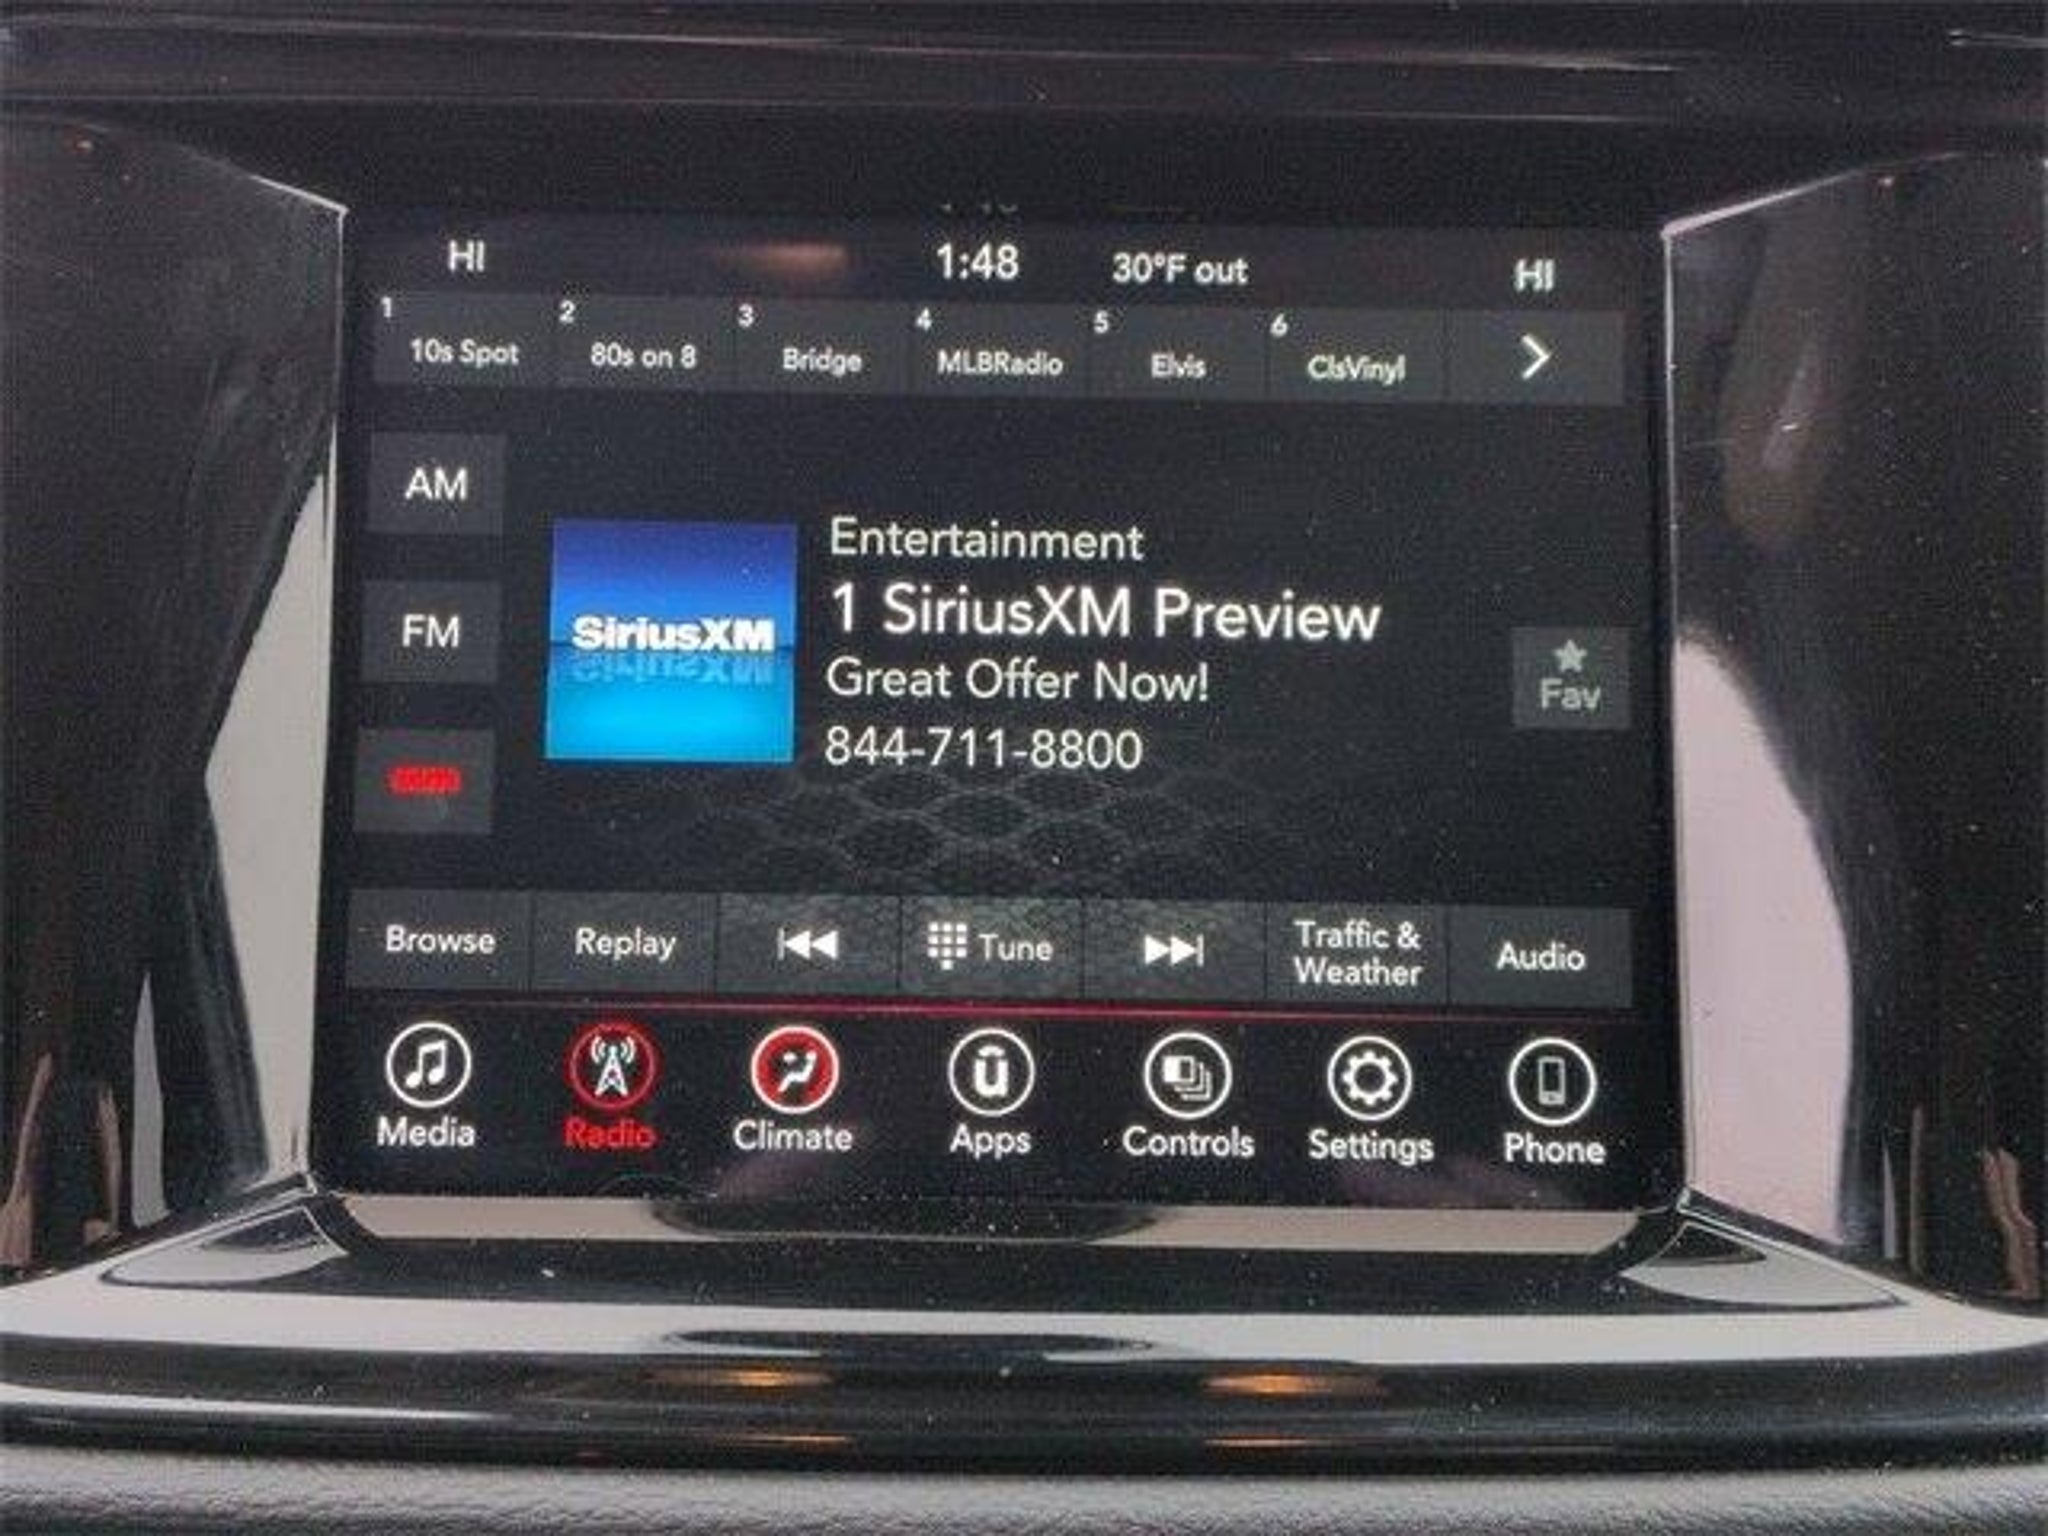 HI 1:48 30°F out HI
1 2 3 4 5 6
10s Spot 80s on 8 Bridge MLBRadio Elvis ClsVinyl
AM
FM
SiriusXM
Entertainment
1 SiriusXM Preview
Great Offer Now!
844-711-8800
Fav
Browse Replay Tune Traffic & Weather Audio
Media Radio Climate Apps Controls Settings Phone